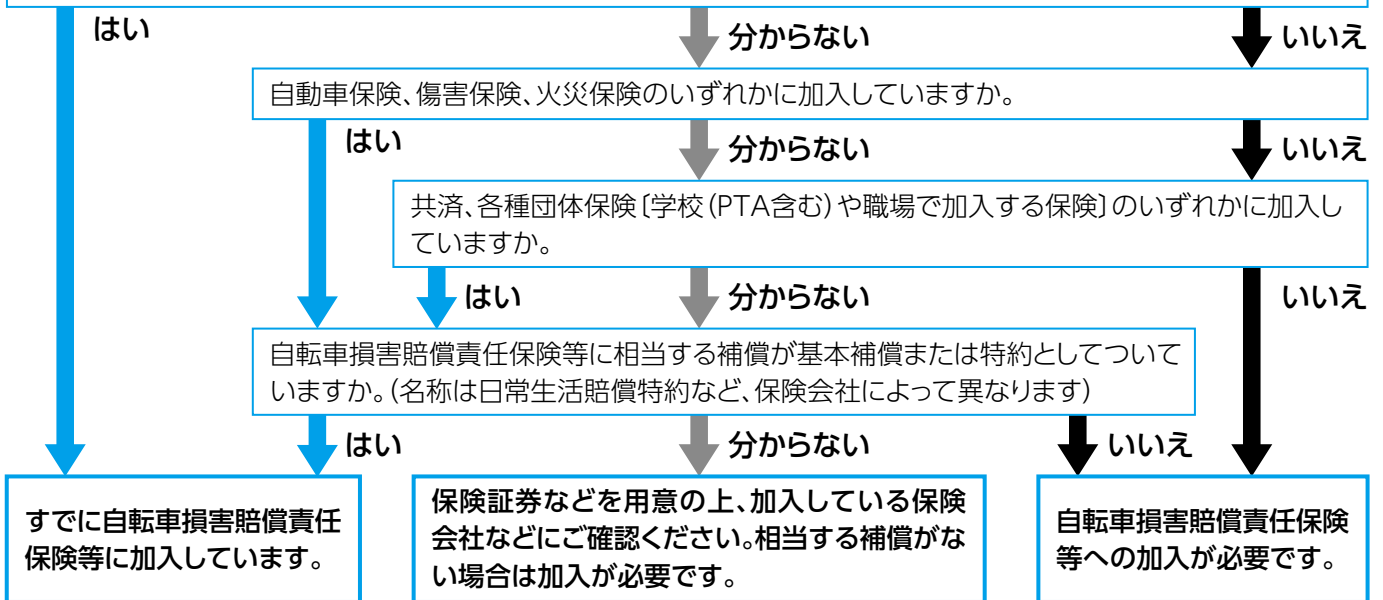 はい
分からない
いいえ
自動車保険、傷害保険、火災保険のいずれかに加入していますか。
はい
分からない
いいえ
共済、各種団体保険〔学校（PTA含む）や職場で加入する保険〕のいずれかに加入し
ていますか。
はい
分からない
いいえ
自転車損害賠償責任保険等に相当する補償が基本補償または特約としてついて
いますか。（名称は日常生活賠償特約など、保険会社によって異なります）
はい
分からない
いいえ
すでに自転車損害賠償責任
保険等に加入しています。
保険証券などを用意の上、加入している保険
会社などにご確認ください。相当する補償がな
い場合は加入が必要です。
自転車損害賠償責任保険
等への加入が必要です。